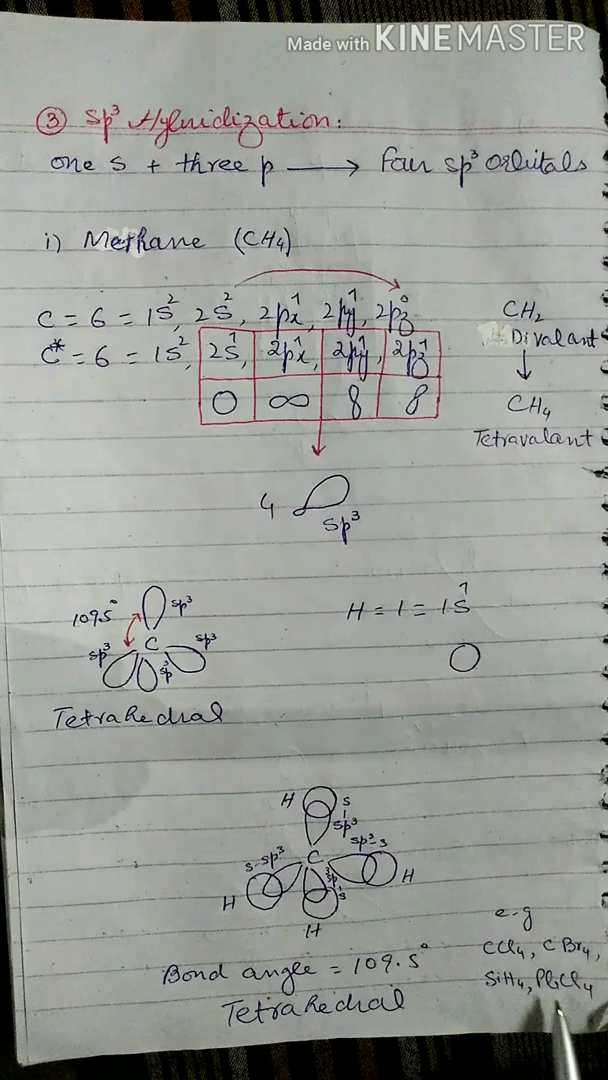 Made with KINEMASTER
③ Sp³ Hybridization:
one s + three p ⟶ four sp³ orbitals
i) Methane (CH₄)
C = 6 = 1s², 2s², 2px¹, 2py¹, 2pz⁰
CH₂
C* = 6 = 1s², 2s¹, 2px¹, 2py¹, 2pz¹
Divalant
↓
CH₄
Tetravalant
4
sp³
109.5°
sp³
H = 1 = 1s¹
sp³
C
sp³
sp³
Tetrahedral
H
s-sp³
s-sp³
C
sp³-s
H
sp³-s
H
H
e.g
Bond angle = 109.5°
CCl₄, CBr₄,
SiH₄, PbCl₄
Tetrahedral